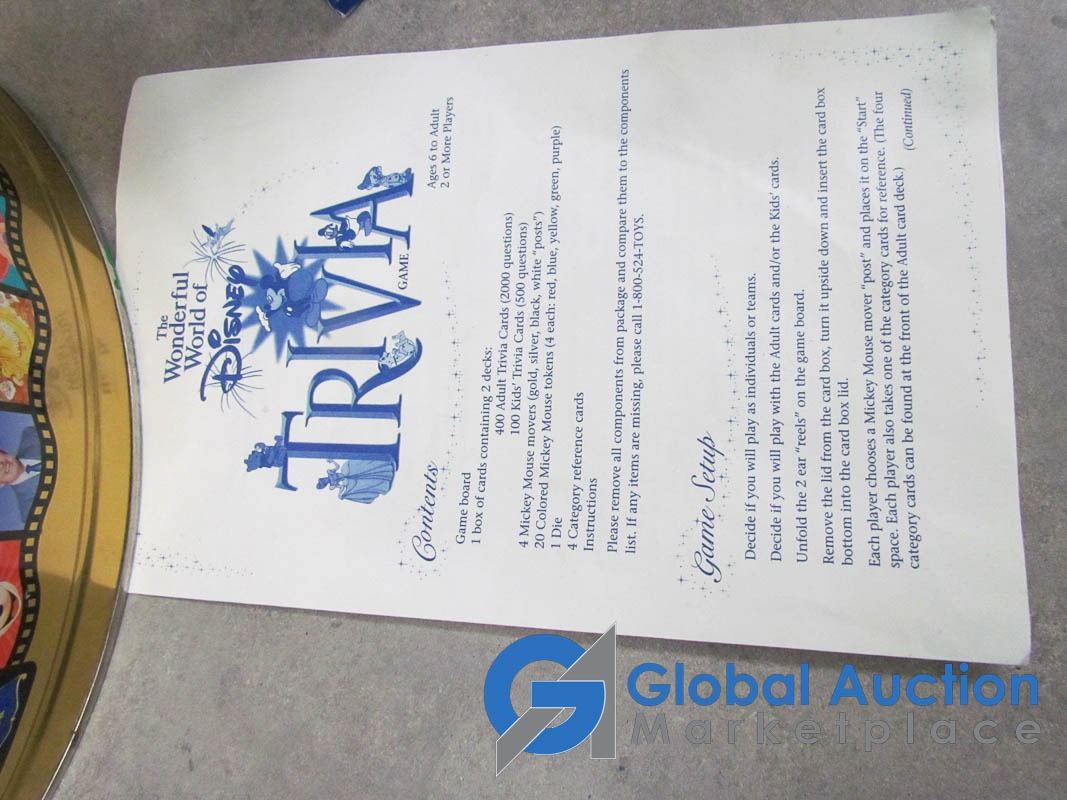 The
Wonderful
World of
Disney
TRIVIA
GAME
Ages 6 to Adult
2 or More Players
Contents
Game board
1 box of cards containing 2 decks:
400 Adult Trivia Cards (2000 questions)
100 Kids' Trivia Cards (500 questions)
4 Mickey Mouse movers (gold, silver, black, white "posts")
20 Colored Mickey Mouse tokens (4 each: red, blue, yellow, green, purple)
1 Die
4 Category reference cards
Instructions
Please remove all components from package and compare them to the components
list. If any items are missing, please call 1-800-524-TOYS.
Game Setup
Decide if you will play as individuals or teams.
Decide if you will play with the Adult cards and/or the Kids' cards.
Unfold the 2 ear "reels" on the game board.
Remove the lid from the card box, turn it upside down and insert the card box
bottom into the card box lid.
Each player chooses a Mickey Mouse mover "post" and places it on the "Start"
space. Each player also takes one of the category cards for reference. (The four
category cards can be found at the front of the Adult card deck.)
(Continued)
Global Auction
Marketplace